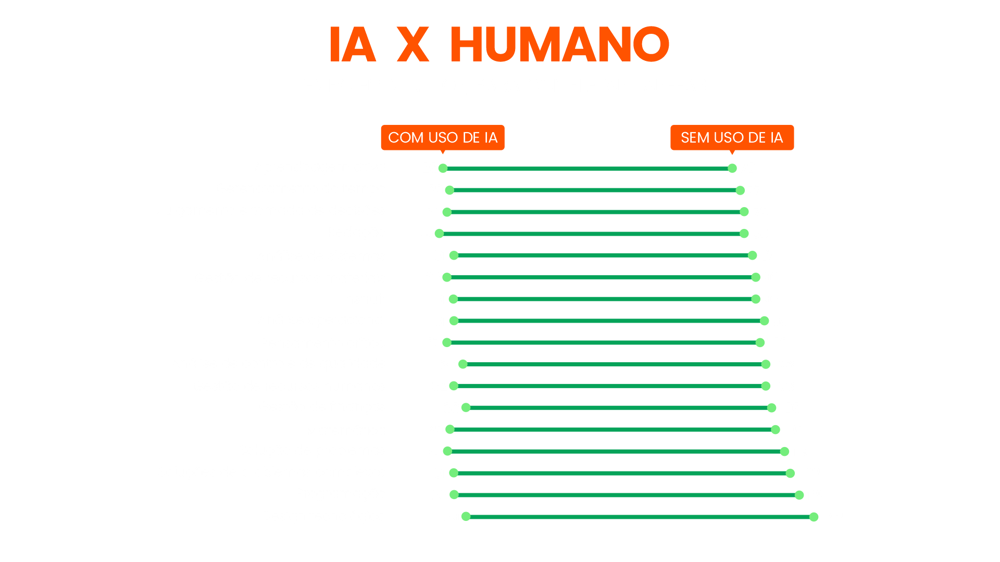 IA X HUMANO
COM USO DE IA
SEM USO DE IA